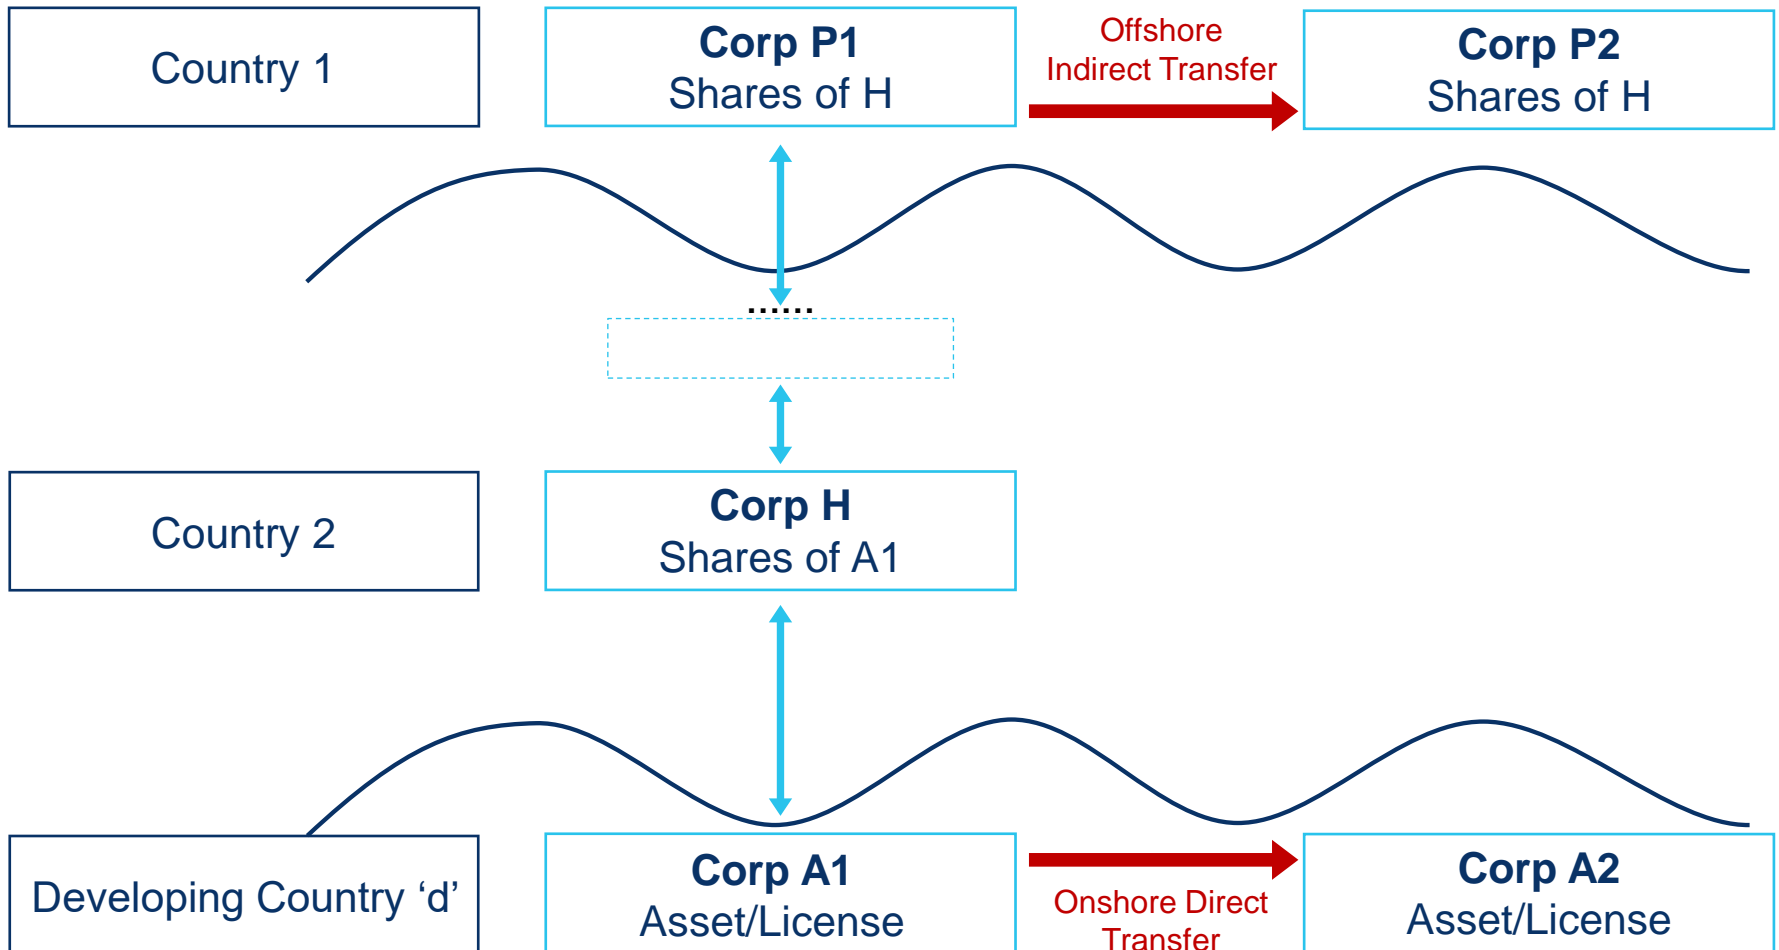 Country 1
Corp P1
Shares of H
Offshore
Indirect Transfer
Corp P2
Shares of H
......
Country 2
Corp H
Shares of A1
Developing Country ‘d’
Corp A1
Asset/License
Onshore Direct
Transfer
Corp A2
Asset/License